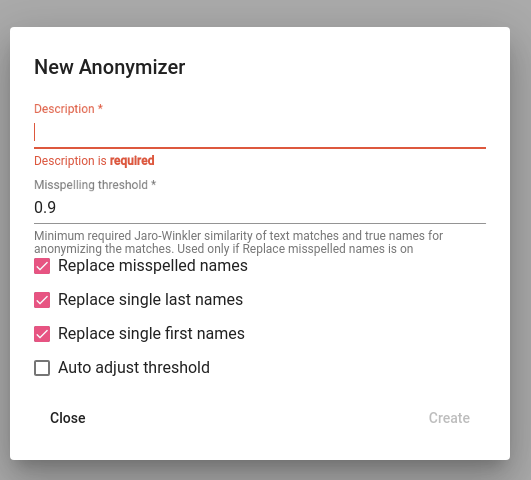 New Anonymizer
Description *
Description is required
Misspelling threshold *
0.9
Minimum required Jaro-Winkler similarity of text matches and true names for
anonymizing the matches. Used only if Replace misspelled names is on
Replace misspelled names
Replace single last names
Replace single first names
Auto adjust threshold
Close Create